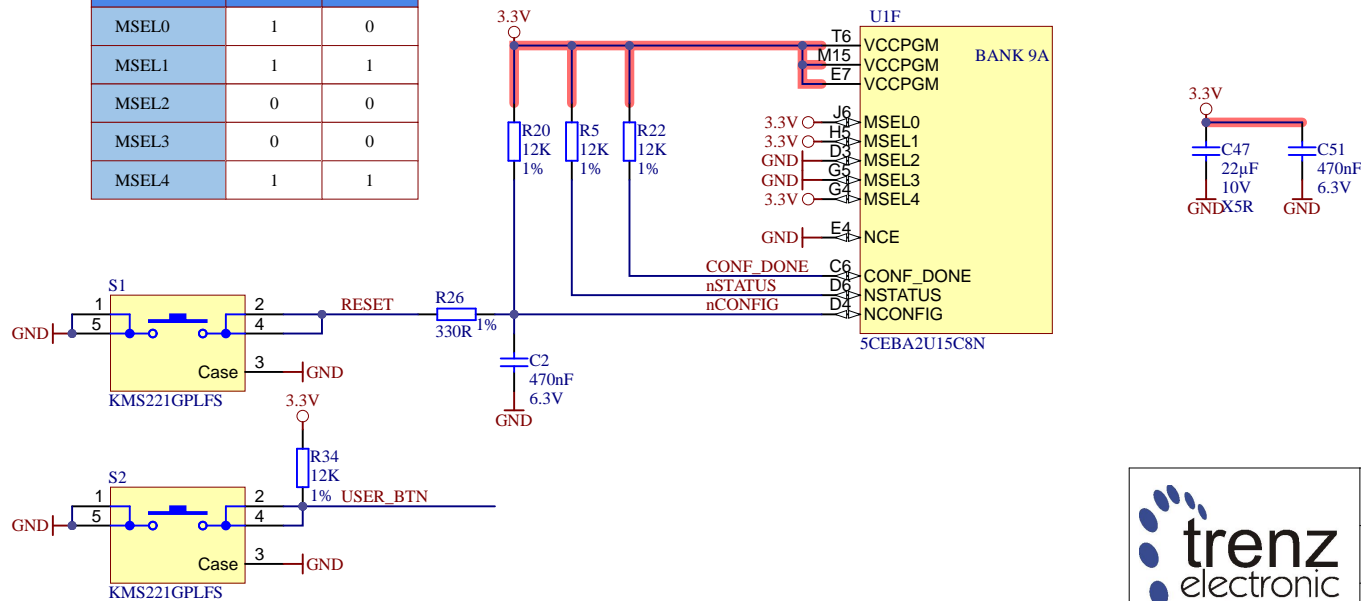 MSEL0 1 0
MSEL1 1 1
MSEL2 0 0
MSEL3 0 0
MSEL4 1 1
3.3V
R20
12K
1%
R5
12K
1%
R22
12K
1%
U1F
BANK 9A
T6 VCCPGM
M15 VCCPGM
E7 VCCPGM
3.3V J6 MSEL0
3.3V H5 MSEL1
GND D3 MSEL2
GND G5 MSEL3
3.3V G4 MSEL4
GND E4 NCE
CONF_DONE C6 CONF_DONE
nSTATUS D6 NSTATUS
nCONFIG D4 NCONFIG
5CEBA2U15C8N
3.3V
C47
22µF
10V
X5R
GND
C51
470nF
6.3V
GND
S1
GND
1
5
2
4
Case 3 GND
KMS221GPLFS
RESET
R26
330R
1%
C2
470nF
6.3V
GND
3.3V
R34
12K
1%
USER_BTN
S2
GND
1
5
2
4
Case 3 GND
KMS221GPLFS
trenz
electronic